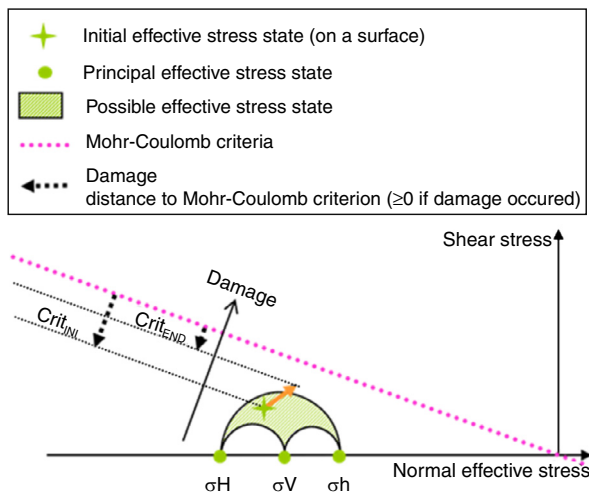 Initial effective stress state (on a surface)
Principal effective stress state
Possible effective stress state
Mohr-Coulomb criteria
Damage
distance to Mohr-Coulomb criterion (≥0 if damage occured)
Shear stress
Damage
Crit_INI
Crit_END
Normal effective stress
σH
σV
σh